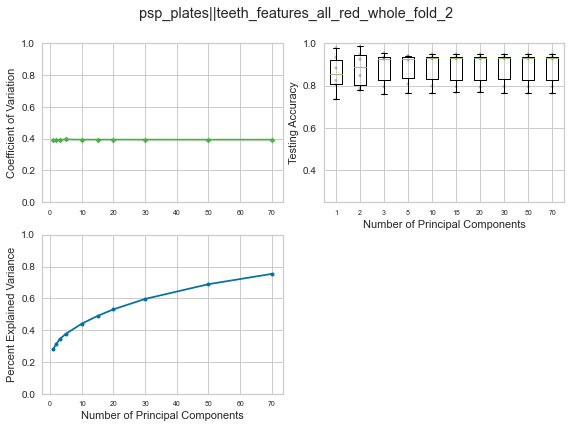 psp_plates||teeth_features_all_red_whole_fold_2
Coefficient of Variation
1.0
0.8
0.6
0.4
0.2
0.0
0 10 20 30 40 50 60 70
Testing Accuracy
1.0
0.8
0.6
0.4
1 2 3 5 10 15 20 30 50 70
Number of Principal Components
Percent Explained Variance
1.0
0.8
0.6
0.4
0.2
0.0
0 10 20 30 40 50 60 70
Number of Principal Components